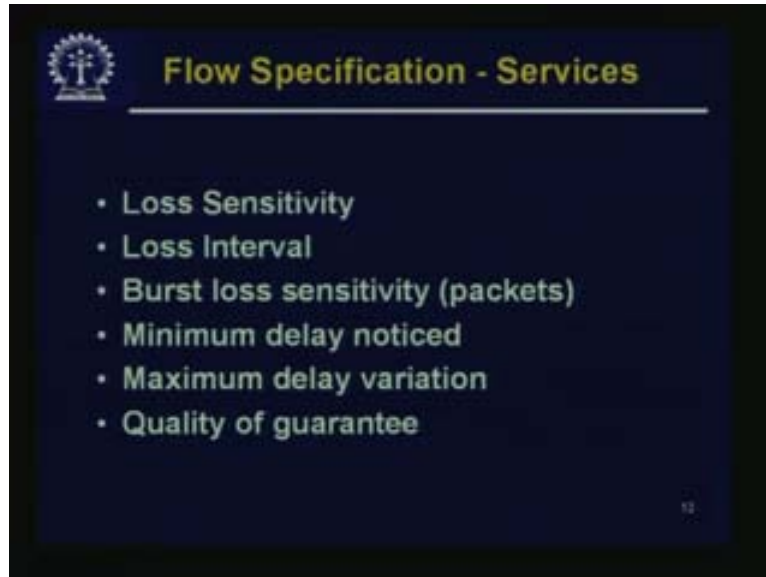 Flow Specification - Services
• Loss Sensitivity
• Loss Interval
• Burst loss sensitivity (packets)
• Minimum delay noticed
• Maximum delay variation
• Quality of guarantee